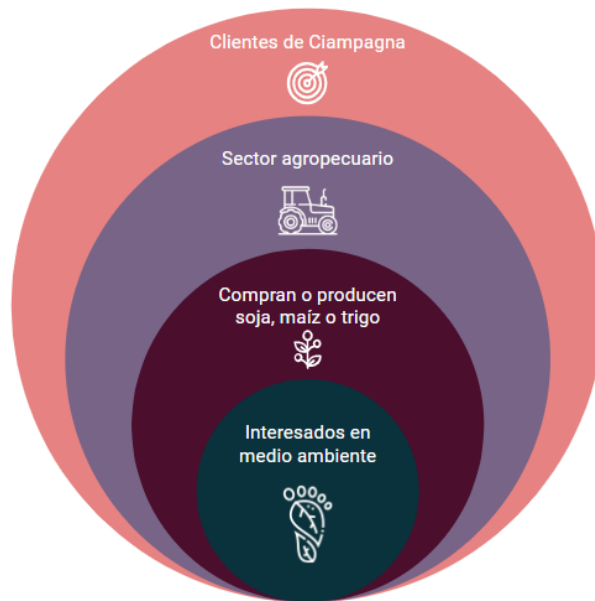 Clientes de Ciampagna
Sector agropecuario
Compran o producen
soja, maíz o trigo
Interesados en
medio ambiente